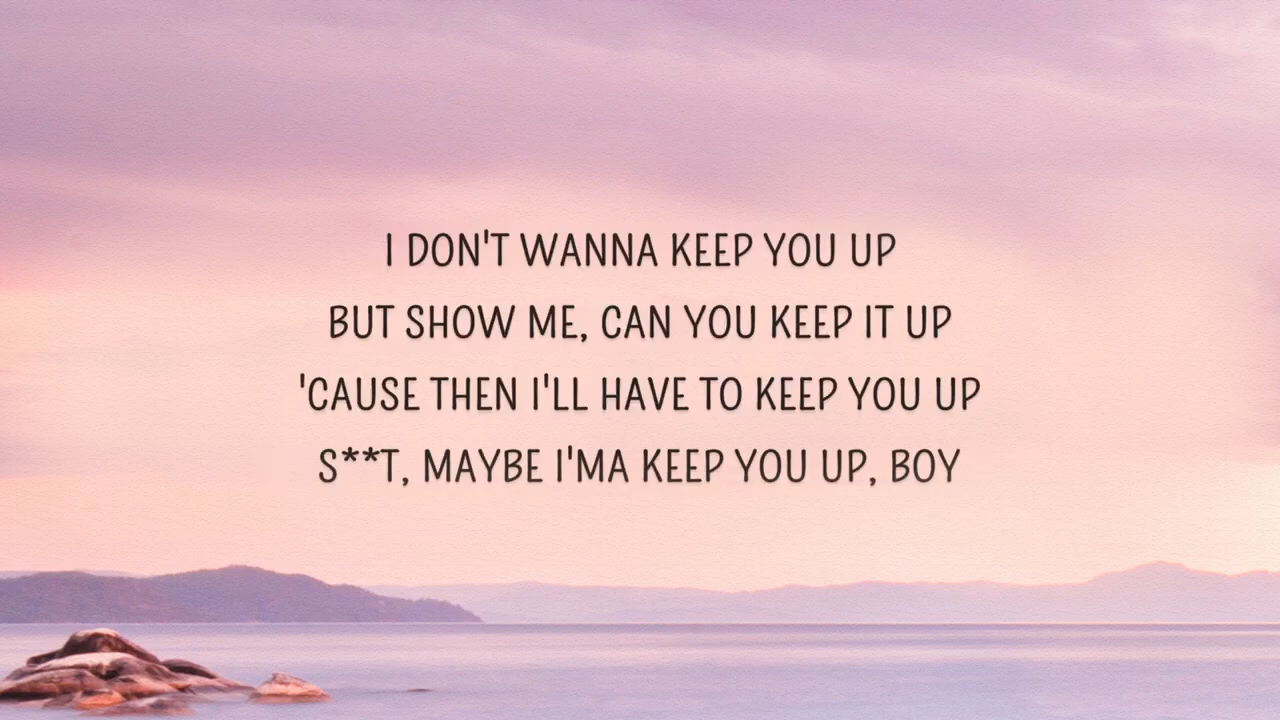 I DON'T WANNA KEEP YOU UP
BUT SHOW ME, CAN YOU KEEP IT UP
'CAUSE THEN I'LL HAVE TO KEEP YOU UP
S**T, MAYBE I'MA KEEP YOU UP, BOY